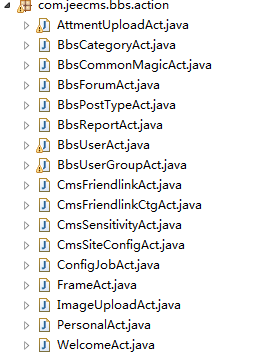 com.jeecms.bbs.action
AttmentUploadAct.java
BbsCategoryAct.java
BbsCommonMagicAct.java
BbsForumAct.java
BbsPostTypeAct.java
BbsReportAct.java
BbsUserAct.java
BbsUserGroupAct.java
CmsFriendlinkAct.java
CmsFriendlinkCtgAct.java
CmsSensitivityAct.java
CmsSiteConfigAct.java
ConfigJobAct.java
FrameAct.java
ImageUploadAct.java
PersonalAct.java
WelcomeAct.java